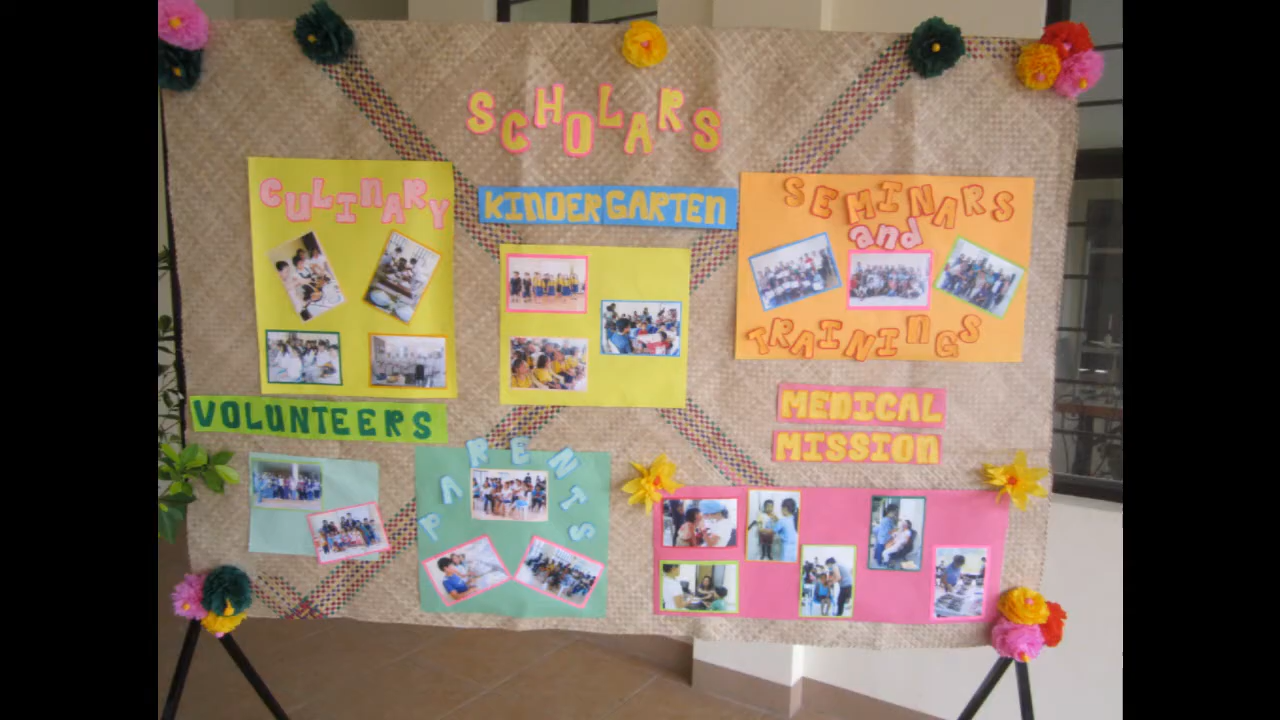 SCHOLARS
CULINARY
KINDERGARTEN
SEMINARS
and
TRAININGS
VOLUNTEERS
PARENTS
MEDICAL
MISSION